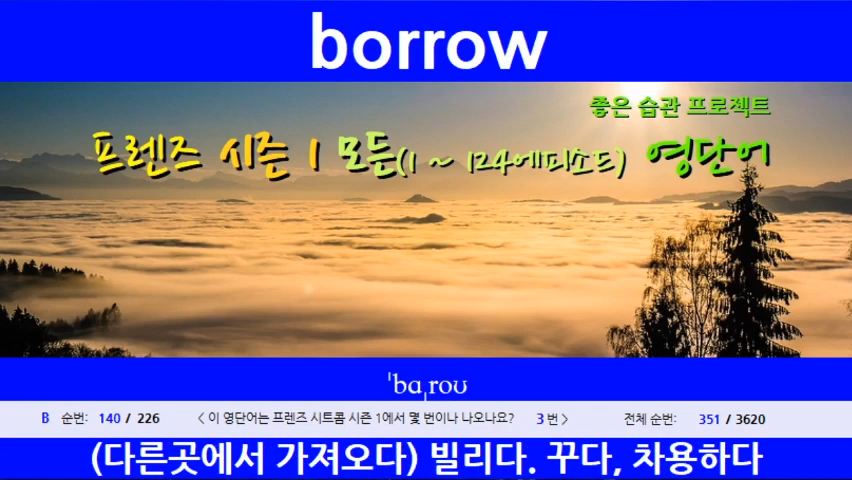 borrow
좋은 습관 프로젝트
프렌즈 시즌 1 모든(1 ~ 124에피소드) 영단어
ˈbɑˌroʊ
B 순번: 140 / 226 < 이 영단어는 프렌즈 시트콤 시즌 1에서 몇 번이나 나오나요? 3 번 > 전체 순번: 351 / 3620
(다른곳에서 가져오다) 빌리다. 꾸다, 차용하다